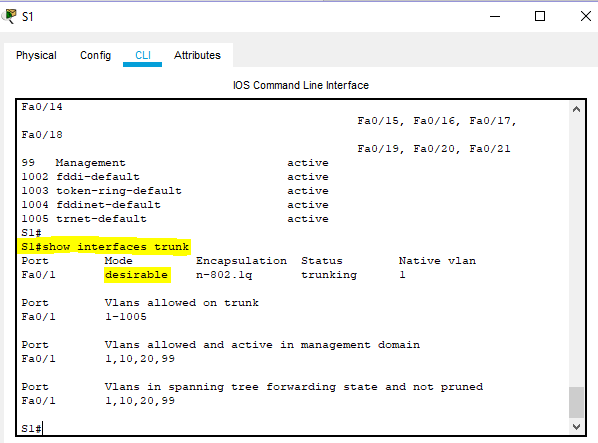 S1
Physical Config CLI Attributes
IOS Command Line Interface
Fa0/14
Fa0/15, Fa0/16, Fa0/17,
Fa0/18
Fa0/19, Fa0/20, Fa0/21
99 Management active
1002 fddi-default active
1003 token-ring-default active
1004 fddinet-default active
1005 trnet-default active
S1#
S1#show interfaces trunk
Port Mode Encapsulation Status Native vlan
Fa0/1 desirable n-802.1q trunking 1
Port Vlans allowed on trunk
Fa0/1 1-1005
Port Vlans allowed and active in management domain
Fa0/1 1,10,20,99
Port Vlans in spanning tree forwarding state and not pruned
Fa0/1 1,10,20,99
S1#